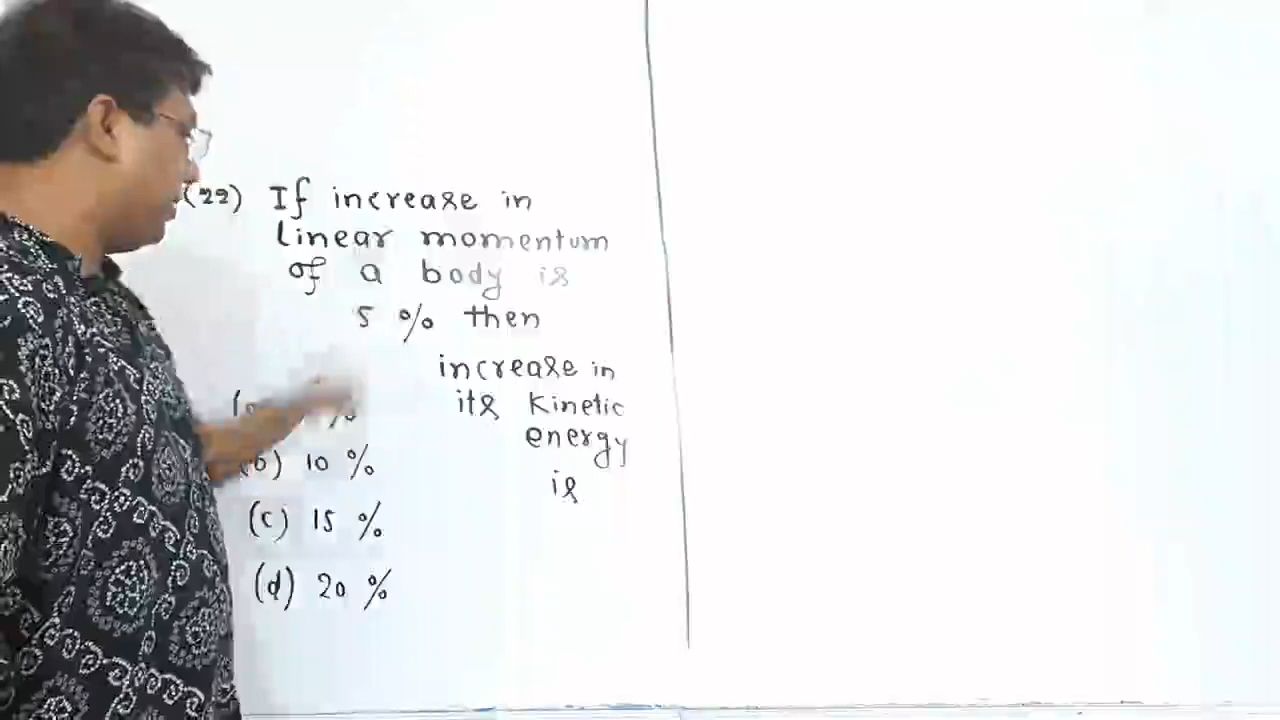 (22) If increase in
Linear momentum
of a body is
5 % then
increase in
its Kinetic
energy
is
%
(b) 10 %
(c) 15 %
(d) 20 %